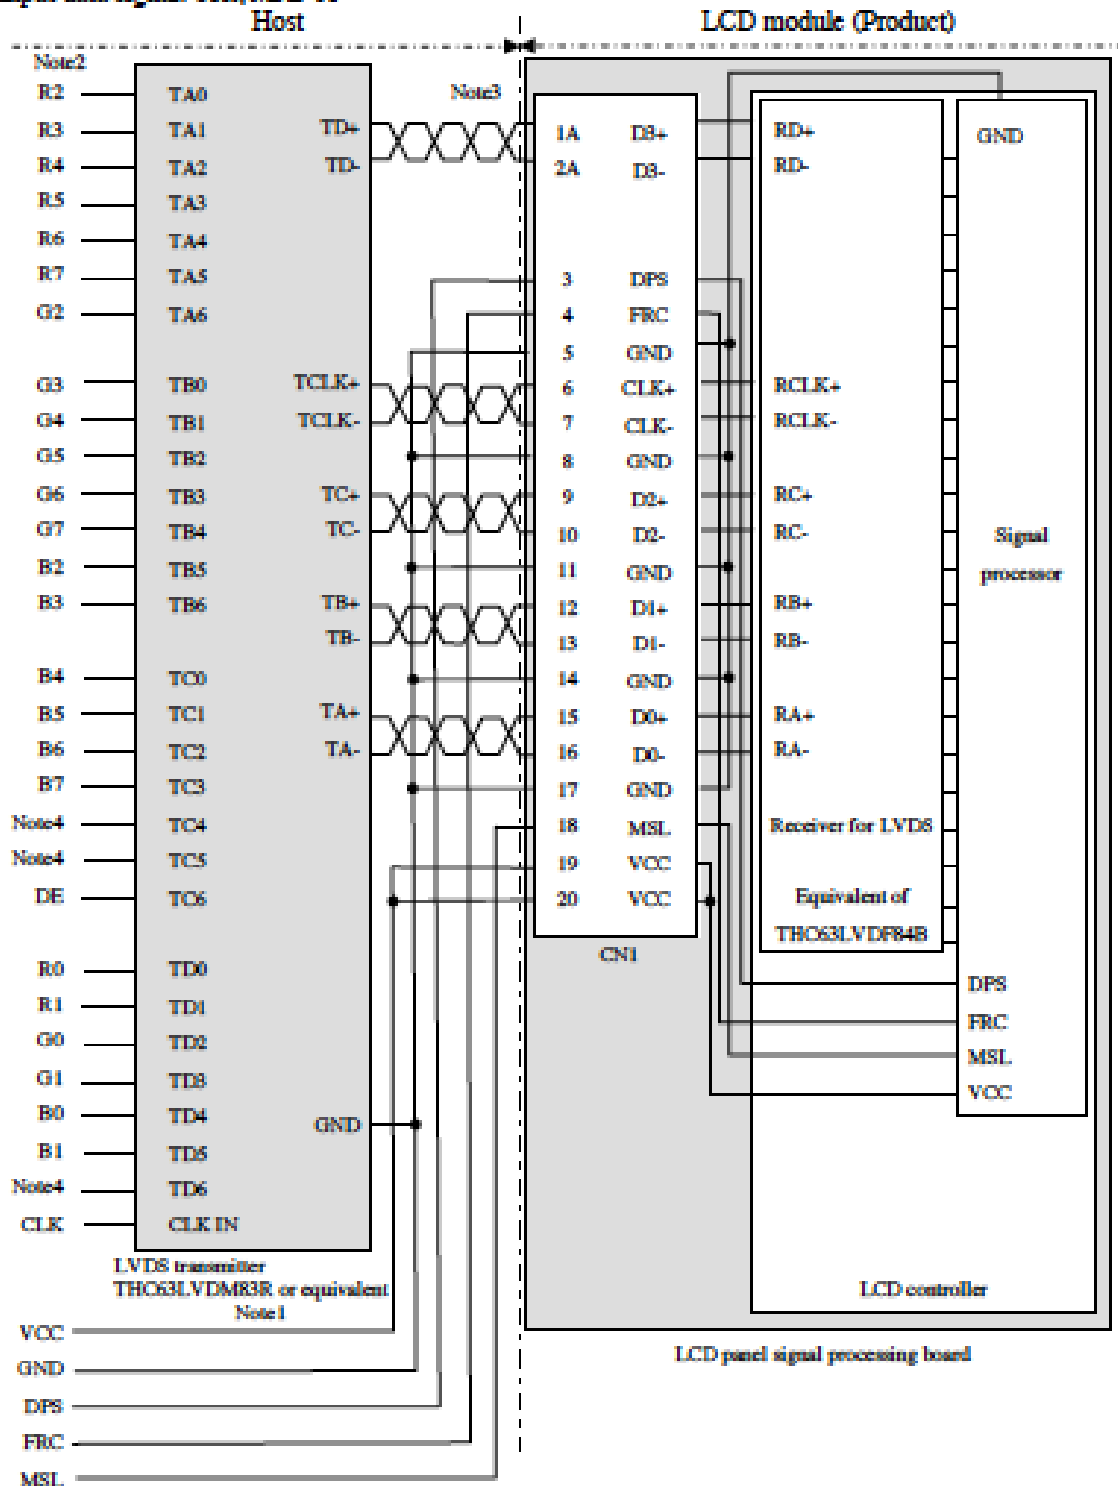 Host
LCD module (Product)
Note2
Note3
R2 TA0
R3 TA1 TD+
R4 TA2 TD-
R5 TA3
R6 TA4
R7 TA5
G2 TA6
G3 TB0 TCLK+
G4 TB1 TCLK-
G5 TB2
G6 TB3 TC+
G7 TB4 TC-
B2 TB5
B3 TB6 TB+
TB-
B4 TC0
B5 TC1 TA+
B6 TC2 TA-
B7 TC3
Note4 TC4
Note4 TC5
DE TC6
R0 TD0
R1 TD1
G0 TD2
G1 TD3
B0 TD4 GND
B1 TD5
Note4 TD6
CLK CLK IN
LVDS transmitter
THC63LVDM83R or equivalent
Note1
VCC
GND
DPS
FRC
MSL
1A D3+
2A D3-
3 DPS
4 FRC
5 GND
6 CLK+
7 CLK-
8 GND
9 D2+
10 D2-
11 GND
12 D1+
13 D1-
14 GND
15 D0+
16 D0-
17 GND
18 MSL
19 VCC
20 VCC
CN1
RD+
RD-
RCLK+
RCLK-
RC+
RC-
RB+
RB-
RA+
RA-
Receiver for LVDS
Equivalent of
THC63LVDF84B
GND
Signal
processor
DPS
FRC
MSL
VCC
LCD controller
LCD panel signal processing board